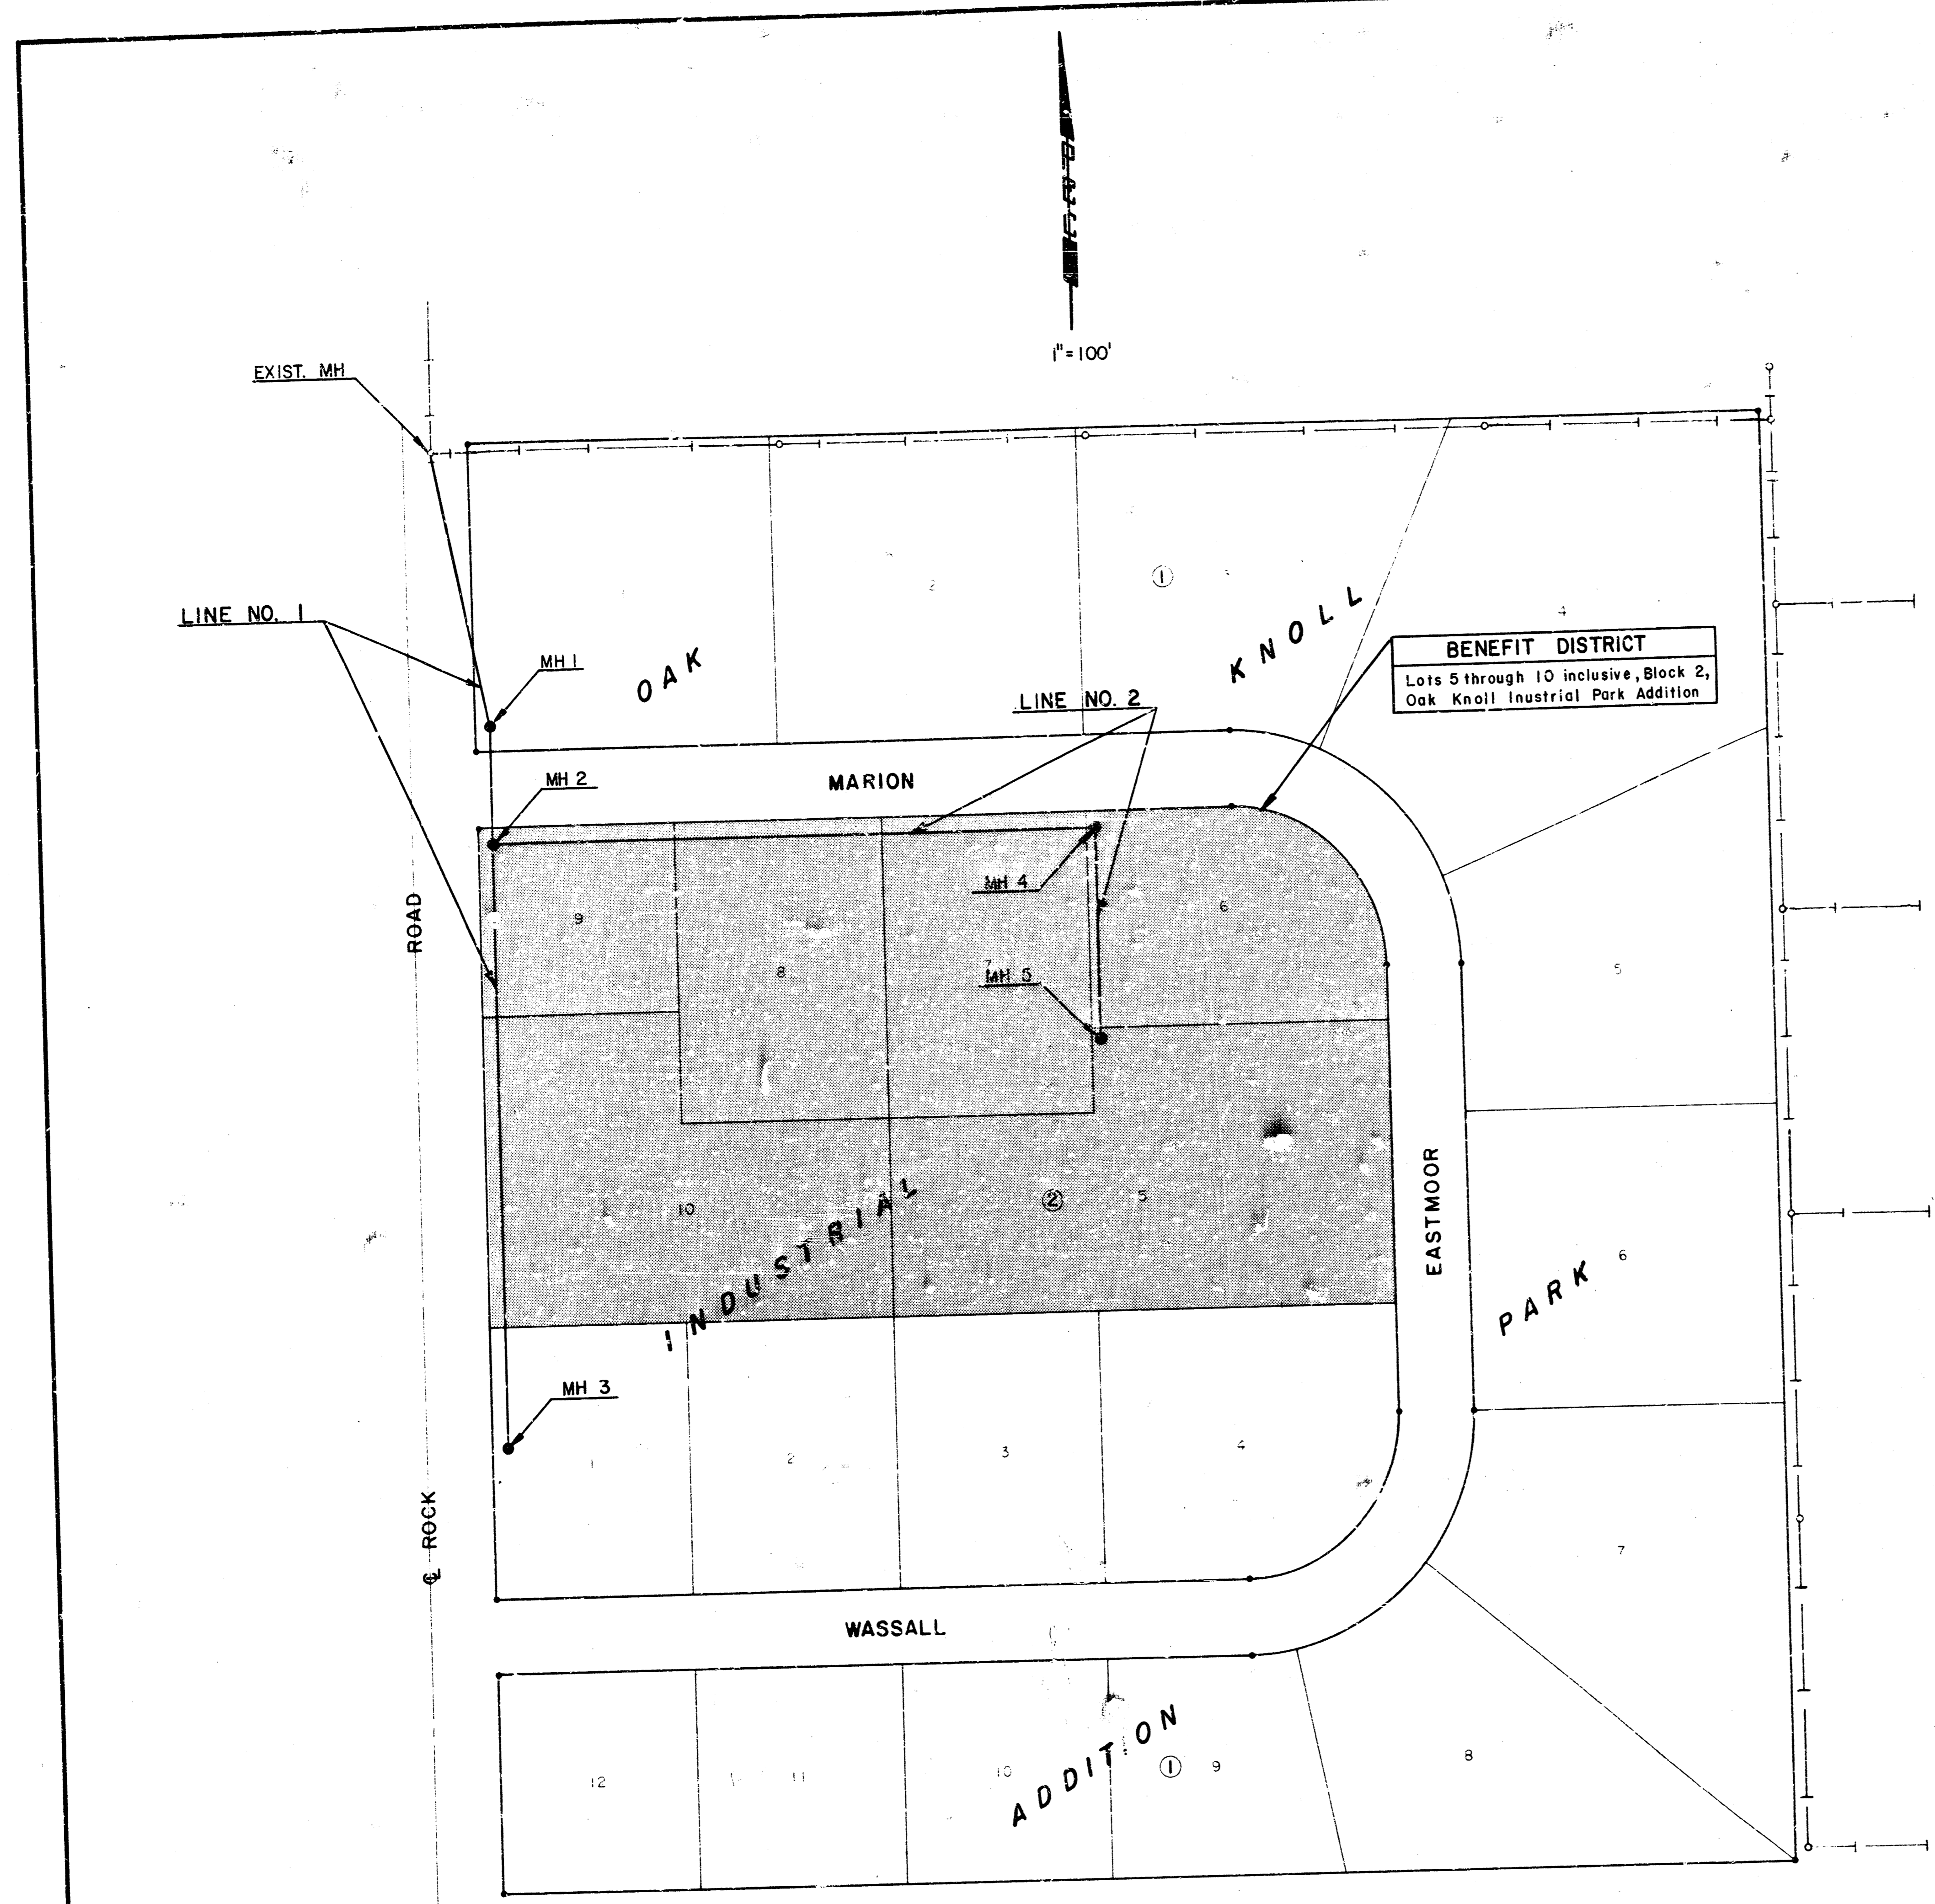 NORTH
1"=100'
EXIST. MH
LINE NO. 1
MH 1
OAK
KNOLL
1
2
3
4
BENEFIT DISTRICT
Lots 5 through 10 inclusive, Block 2,
Oak Knoll Inustrial Park Addition
LINE NO. 2
MH 2
MARION
ROAD
9
8
7
6
MH 4
MH 5
5
10
2
5
INDUSTRIAL
EASTMOOR
6
PARK
MH 3
1
2
3
4
℄ ROCK
7
WASSALL
12
11
10
1
9
8
ADDITION